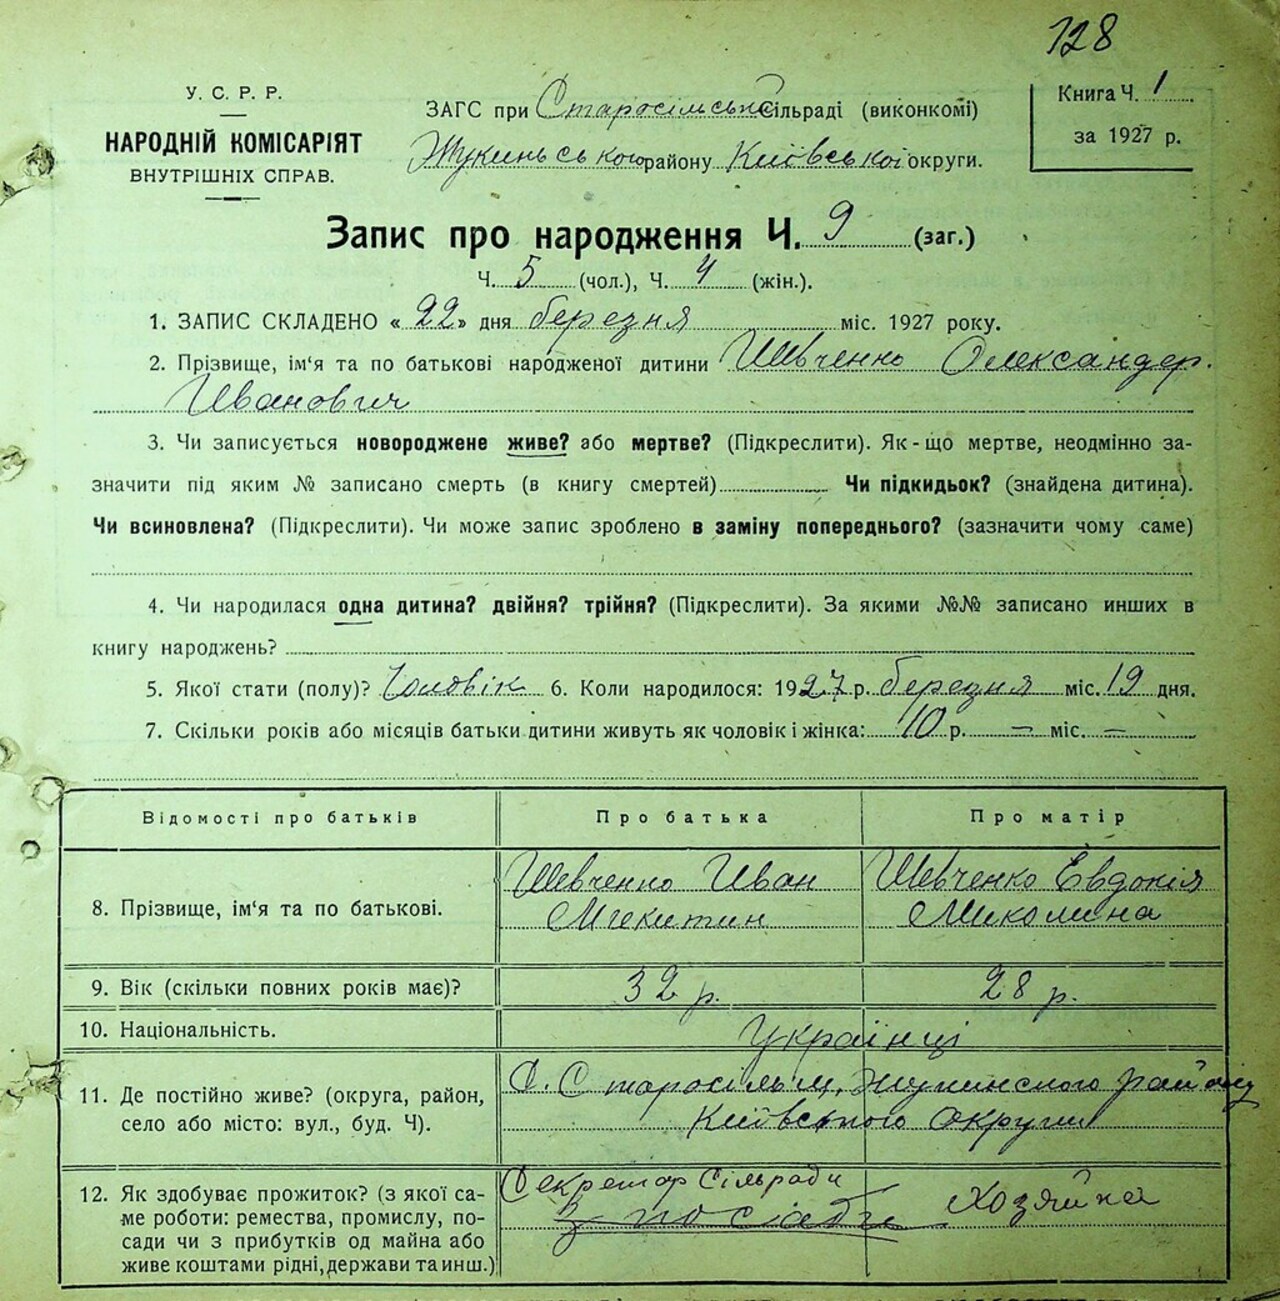 128
У. С. Р. Р.
НАРОДНІЙ КОМІСАРІЯТ
ВНУТРІШНІХ СПРАВ.
ЗАГС при Старосільській сільраді (виконкомі)
Жукинського району Київської округи.
Книга Ч. 1
за 1927 р.
Запис про народження Ч. 9 (заг.)
Ч. 5 (чол.), Ч. 4 (жін.).
1. ЗАПИС СКЛАДЕНО «22» дня березня міс. 1927 року.
2. Прізвище, ім‘я та по батькові народженої дитини Шевченко Олександер.
Иванович
3. Чи записується новороджене живе? або мертве? (Підкреслити). Як-що мертве, неодмінно за-
значити під яким № записано смерть (в книгу смертей) Чи підкидьок? (знайдена дитина).
Чи всиновлена? (Підкреслити). Чи може запис зроблено в заміну попереднього? (зазначити чому саме)
4. Чи народилася одна дитина? двійня? трійня? (Підкреслити). За якими №№ записано инших в
книгу народжень?
5. Якої стати (полу)? Чоловік 6. Коли народилося: 1927 р. березня міс. 19 дня.
7. Скільки років або місяців батьки дитини живуть як чоловік і жінка: 10 р. — міс. —
Відомості про батьків Про батька Про матір
8. Прізвище, ім'я та по батькові. Шевченко Иван Шевченко Евдокія
Микитин Миколина
9. Вік (скільки повних років має)? 32 р. 28 р.
10. Національність. Українці
11. Де постійно живе? (округа, район, С. Жукинского району
село або місто: вул., буд. Ч). Київского округи
12. Як здобуває прожиток? (з якої са- Секретар Сільради Хозяйка
ме роботи: ремества, промислу, по- з посіади
сади чи з прибутків од майна або
живе коштами рідні, держави та инш.)